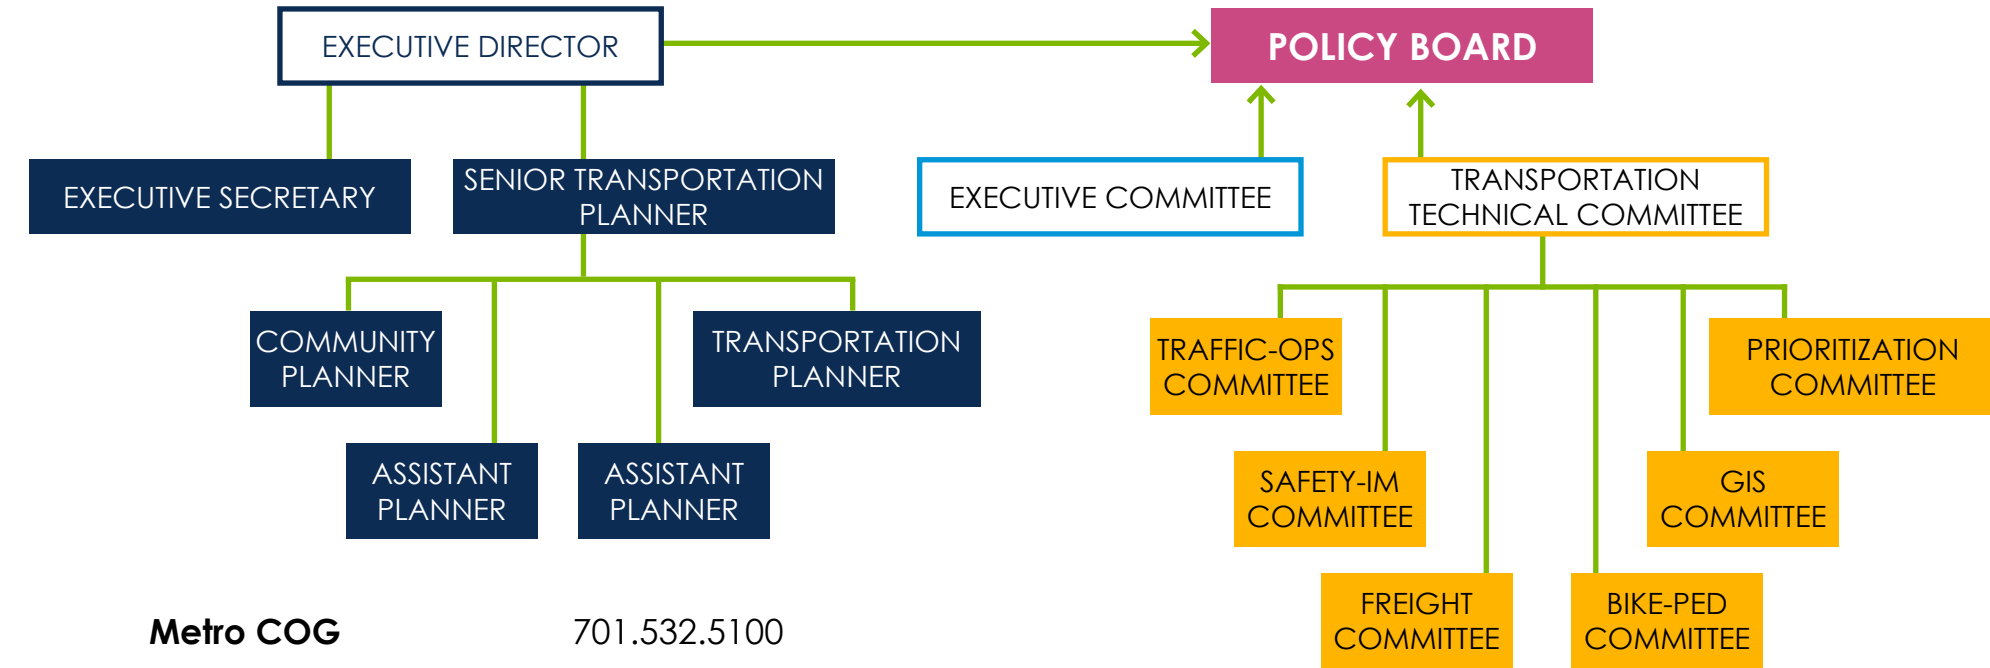 EXECUTIVE DIRECTOR
POLICY BOARD
EXECUTIVE SECRETARY
SENIOR TRANSPORTATION
PLANNER
EXECUTIVE COMMITTEE
TRANSPORTATION
TECHNICAL COMMITTEE
COMMUNITY
PLANNER
TRANSPORTATION
PLANNER
ASSISTANT
PLANNER
ASSISTANT
PLANNER
TRAFFIC-OPS
COMMITTEE
PRIORITIZATION
COMMITTEE
SAFETY-IM
COMMITTEE
GIS
COMMITTEE
FREIGHT
COMMITTEE
BIKE-PED
COMMITTEE
Metro COG
701.532.5100